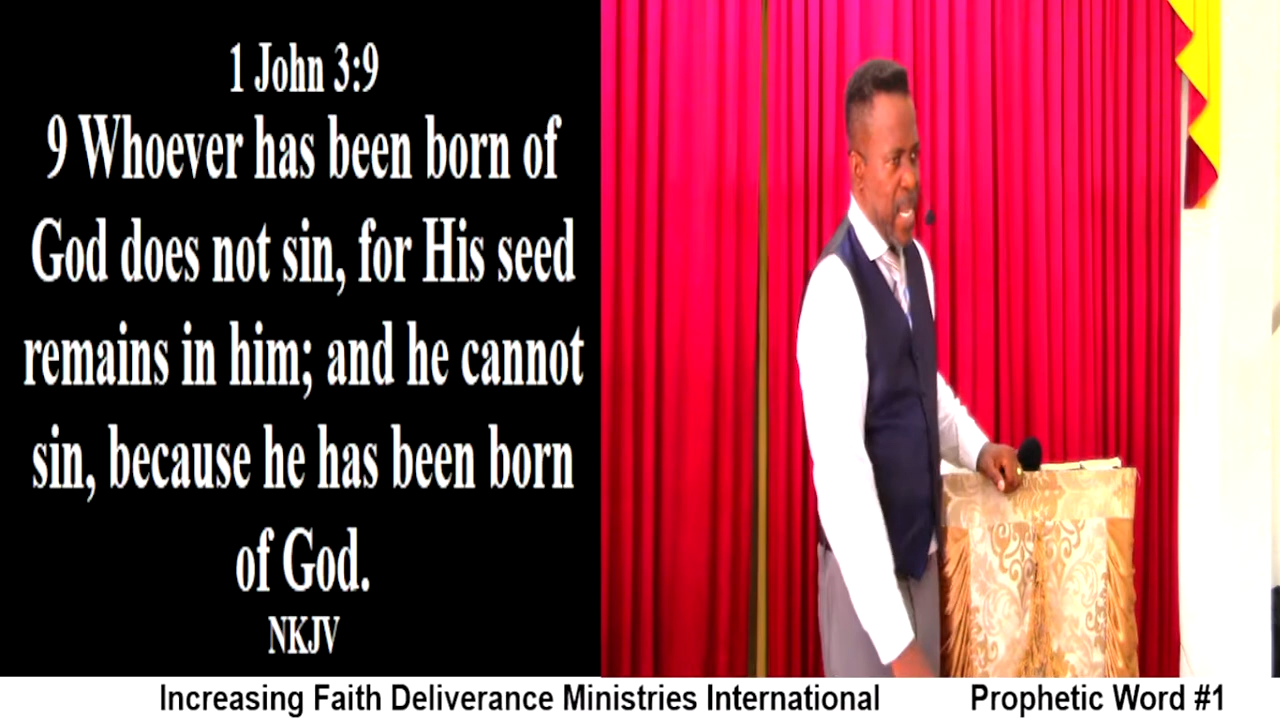 1 John 3:9
9 Whoever has been born of
God does not sin, for His seed
remains in him; and he cannot
sin, because he has been born
of God.
NKJV
Increasing Faith Deliverance Ministries International
Prophetic Word #1